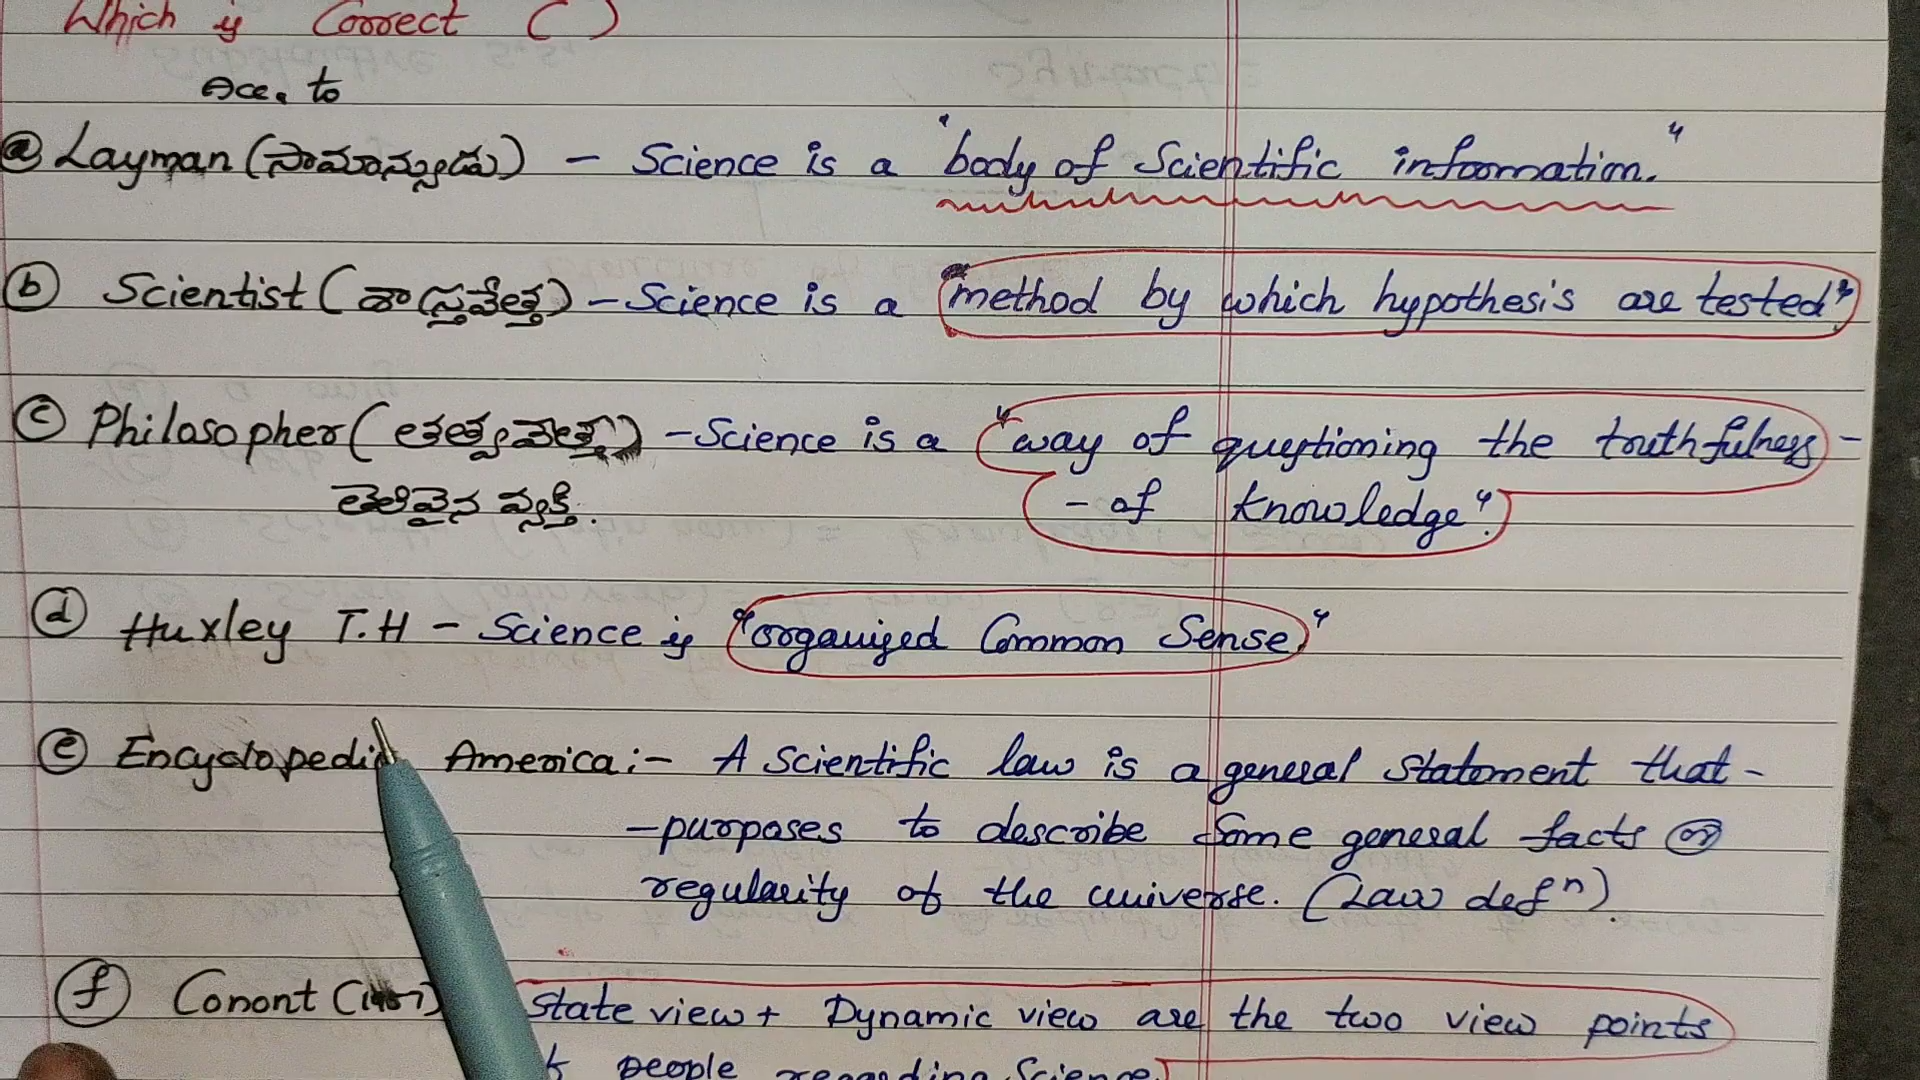 Which is Correct ( )
Acc. to
ⓐ Layman (సామాన్యుడు) - Science is a "body of Scientific information."
ⓑ Scientist (శాస్త్రవేత్త) - Science is a "method by which hypothesis are tested"
ⓒ Philosopher (తత్త్వవేత్త) - Science is a "way of questioning the truthfulness -
తెలివైన వ్యక్తి. - of knowledge".
ⓓ Huxley T.H - Science is "organized Common Sense"
ⓔ Encyclopedia America :- A Scientific law is a general statement that -
- purposes to describe some general facts or
regularity of the universe. (Law defⁿ).
ⓕ Conont State view + Dynamic view are the two view points
people regarding Science.